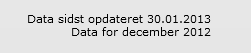 Data sidst opdateret 30.01.2013
Data for december 2012